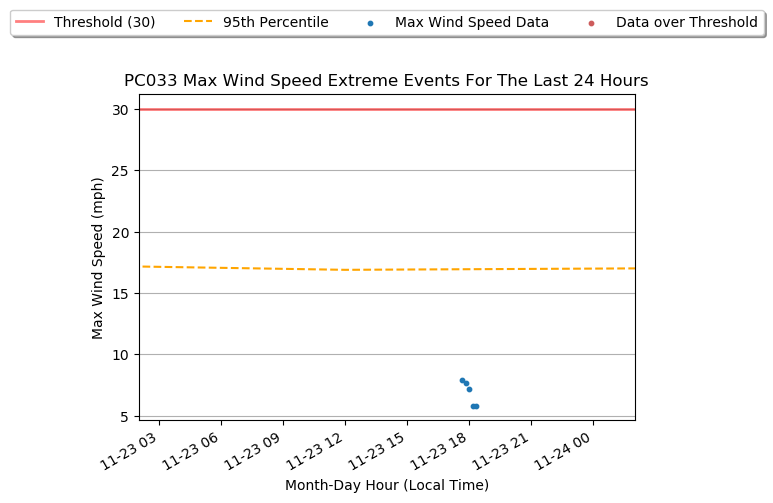 Threshold (30) 95th Percentile Max Wind Speed Data Data over Threshold
PC033 Max Wind Speed Extreme Events For The Last 24 Hours
Max Wind Speed (mph)
30
25
20
15
10
5
11-23 03 11-23 06 11-23 09 11-23 12 11-23 15 11-23 18 11-23 21 11-24 00
Month-Day Hour (Local Time)